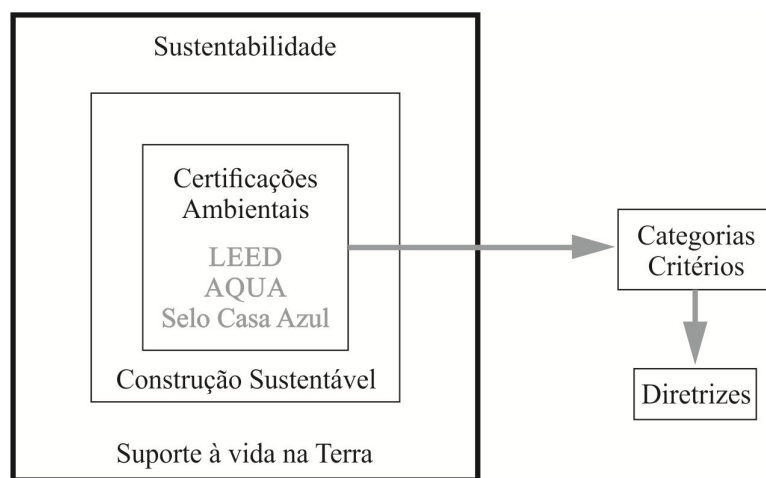 Sustentabilidade
Certificações
Ambientais
LEED
AQUA
Selo Casa Azul
Construção Sustentável
Suporte à vida na Terra
Categorias
Critérios
Diretrizes